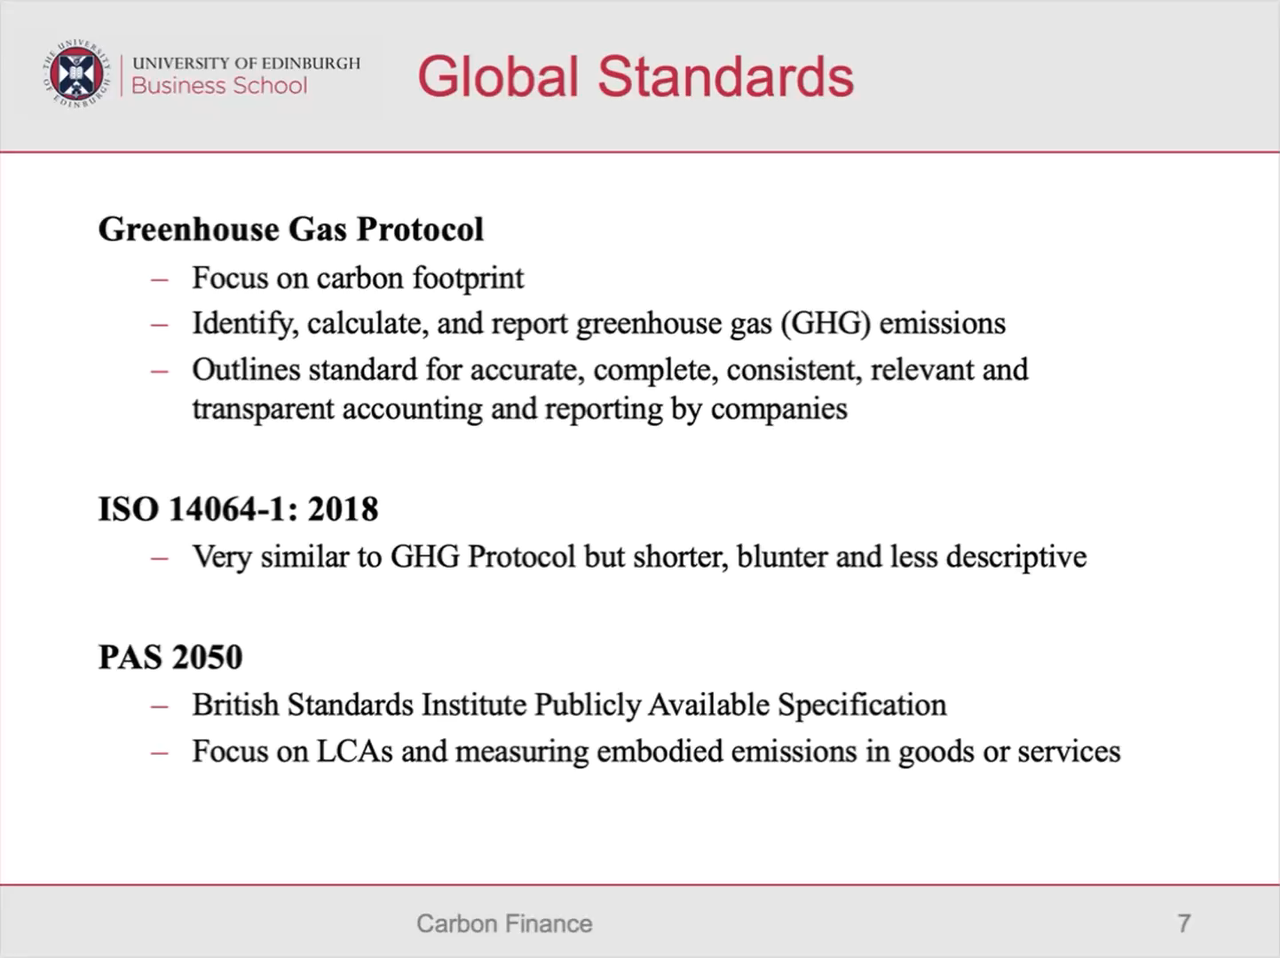 THE UNIVERSITY OF EDINBURGH
UNIVERSITY OF EDINBURGH
Business School
Global Standards
Greenhouse Gas Protocol
– Focus on carbon footprint
– Identify, calculate, and report greenhouse gas (GHG) emissions
– Outlines standard for accurate, complete, consistent, relevant and
transparent accounting and reporting by companies
ISO 14064-1: 2018
– Very similar to GHG Protocol but shorter, blunter and less descriptive
PAS 2050
– British Standards Institute Publicly Available Specification
– Focus on LCAs and measuring embodied emissions in goods or services
Carbon Finance
7